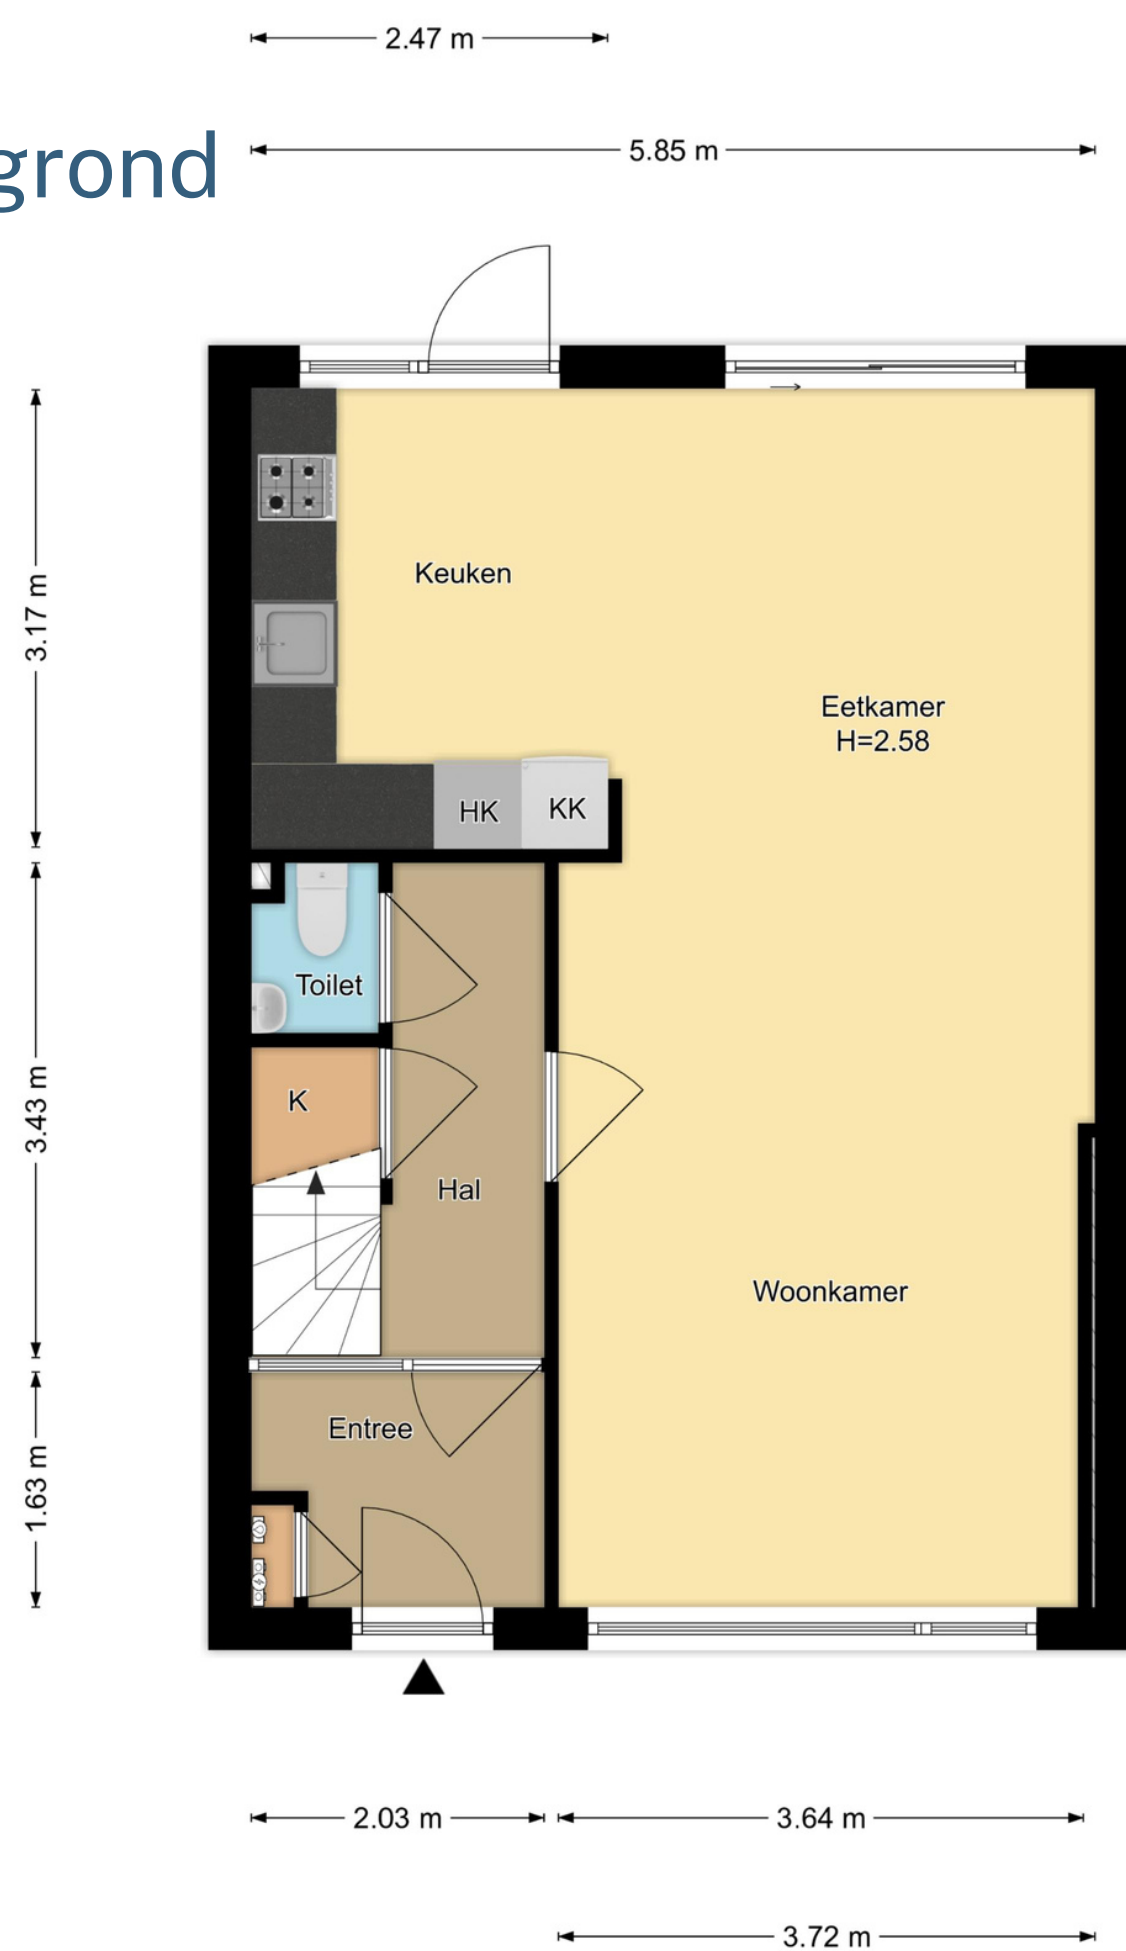 2.47 m
grond
5.85 m
Keuken
3.17 m
Eetkamer
H=2.58
HK
KK
Toilet
K
3.43 m
Hal
Woonkamer
Entree
1.63 m
2.03 m
3.64 m
3.72 m